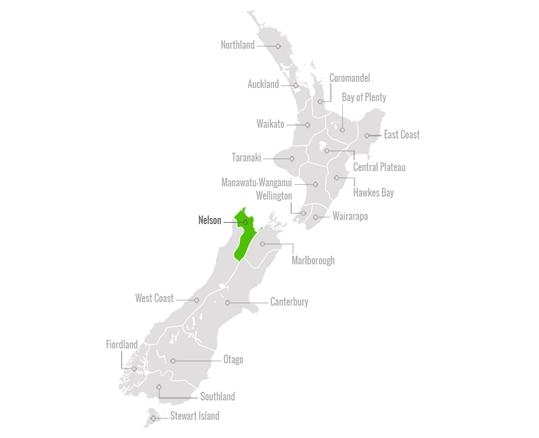 Northland
Coromandel
Auckland
Bay of Plenty
Waikato
East Coast
Taranaki
Central Plateau
Manawatu-Wanganui
Hawkes Bay
Wellington
Wairarapa
Nelson
Marlborough
West Coast
Canterbury
Fiordland
Otago
Southland
Stewart Island